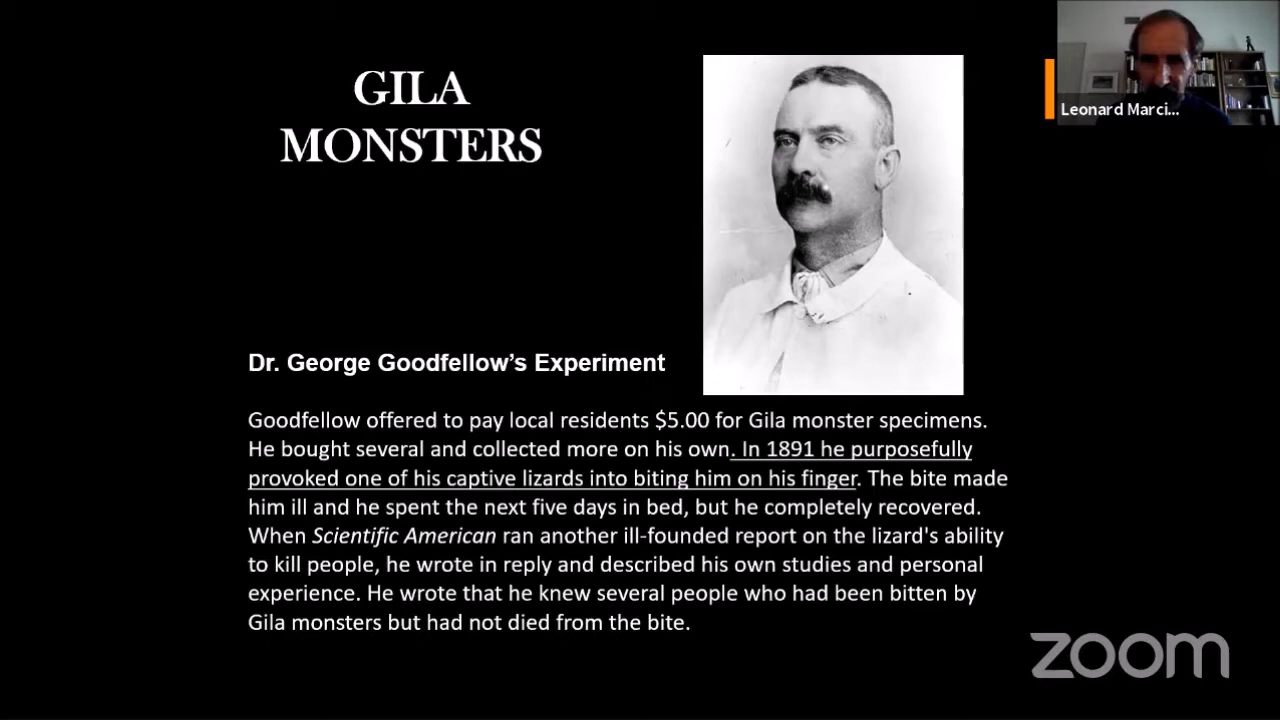 GILA
MONSTERS
Leonard Marci...
Dr. George Goodfellow’s Experiment
Goodfellow offered to pay local residents $5.00 for Gila monster specimens.
He bought several and collected more on his own. In 1891 he purposefully
provoked one of his captive lizards into biting him on his finger. The bite made
him ill and he spent the next five days in bed, but he completely recovered.
When Scientific American ran another ill-founded report on the lizard's ability
to kill people, he wrote in reply and described his own studies and personal
experience. He wrote that he knew several people who had been bitten by
Gila monsters but had not died from the bite.
zoom